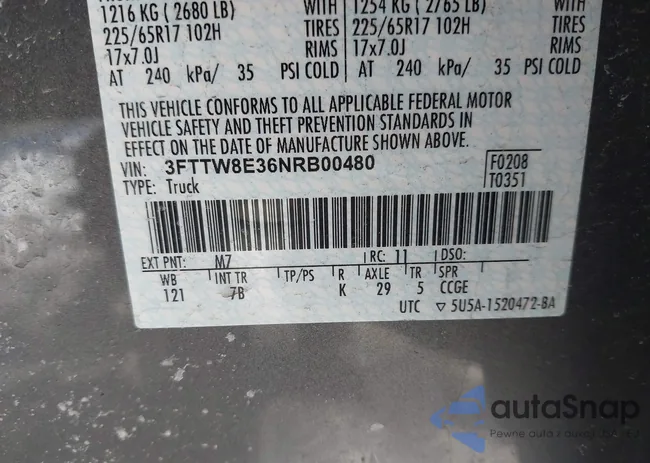 1216 KG ( 2680 LB) WITH 1254 KG ( 2765 LB) WITH
225/65R17 102H TIRES 225/65R17 102H TIRES
17x7.0J RIMS 17x7.0J RIMS
AT 240 kPa/ 35 PSI COLD AT 240 kPa/ 35 PSI COLD
THIS VEHICLE CONFORMS TO ALL APPLICABLE FEDERAL MOTOR
VEHICLE SAFETY AND THEFT PREVENTION STANDARDS IN
EFFECT ON THE DATE OF MANUFACTURE SHOWN ABOVE.
VIN: 3FTTW8E36NRB00480 F0208
TYPE: Truck T0351
EXT PNT: M7 RC: 11 DSO:
WB INT TR TP/PS R AXLE TR SPR
121 7B K 29 5 CCGE
UTC ▽ 5U5A-1520472-BA
autaSnap
Pewne auta z